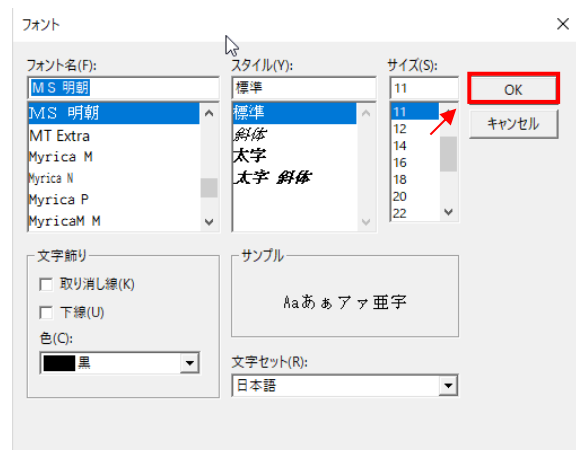 フォント
フォント名(F):
ＭＳ 明朝
ＭＳ 明朝
MT Extra
Myrica M
Myrica N
Myrica P
MyricaM M
スタイル(Y):
標準
標準
斜体
太字
太字 斜体
サイズ(S):
11
11
12
14
16
18
20
22
OK
キャンセル
文字飾り
取り消し線(K)
下線(U)
色(C):
黒
サンプル
Aaあぁアァ亜宇
文字セット(R):
日本語